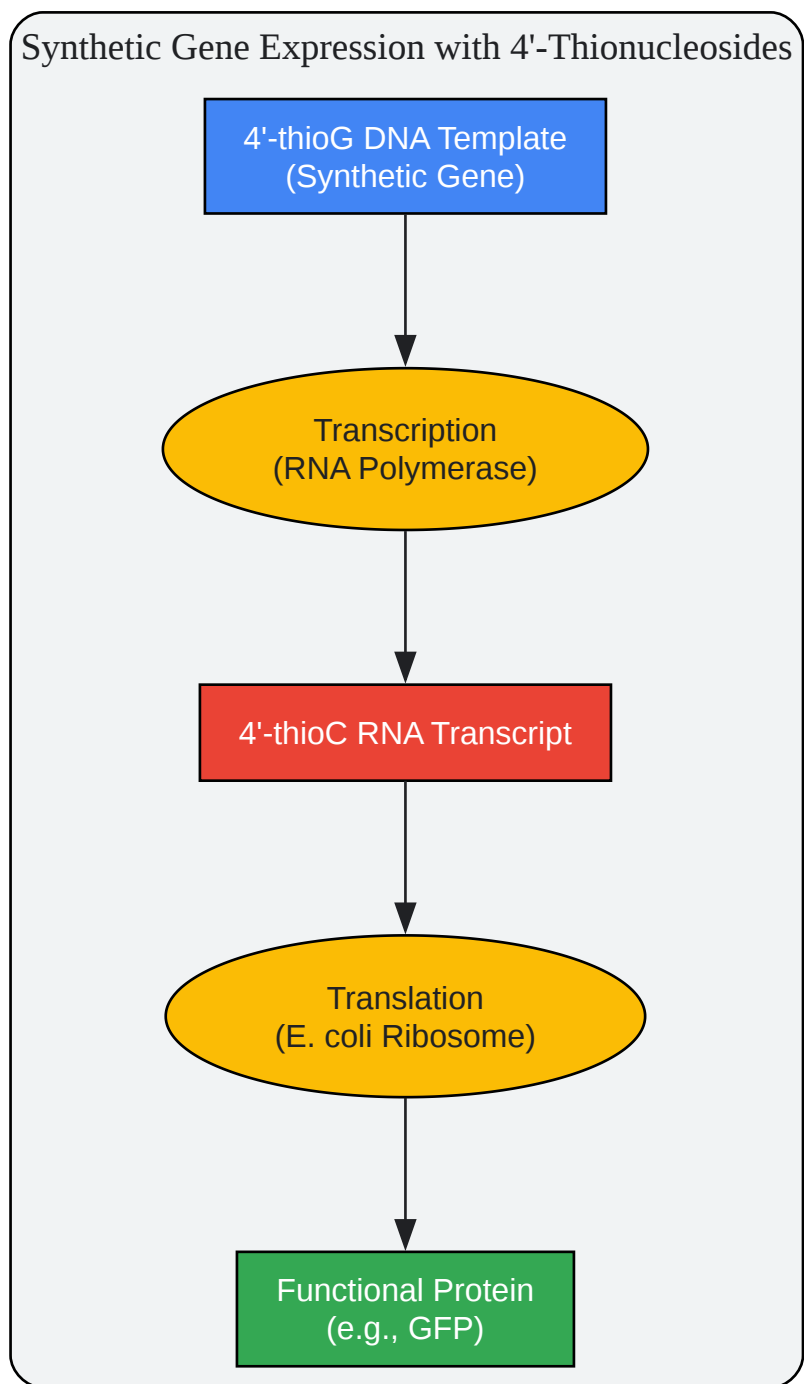 Synthetic Gene Expression with 4'-Thionucleosides
4'-thioG DNA Template
(Synthetic Gene)
Transcription
(RNA Polymerase)
4'-thioC RNA Transcript
Translation
(E. coli Ribosome)
Functional Protein
(e.g., GFP)